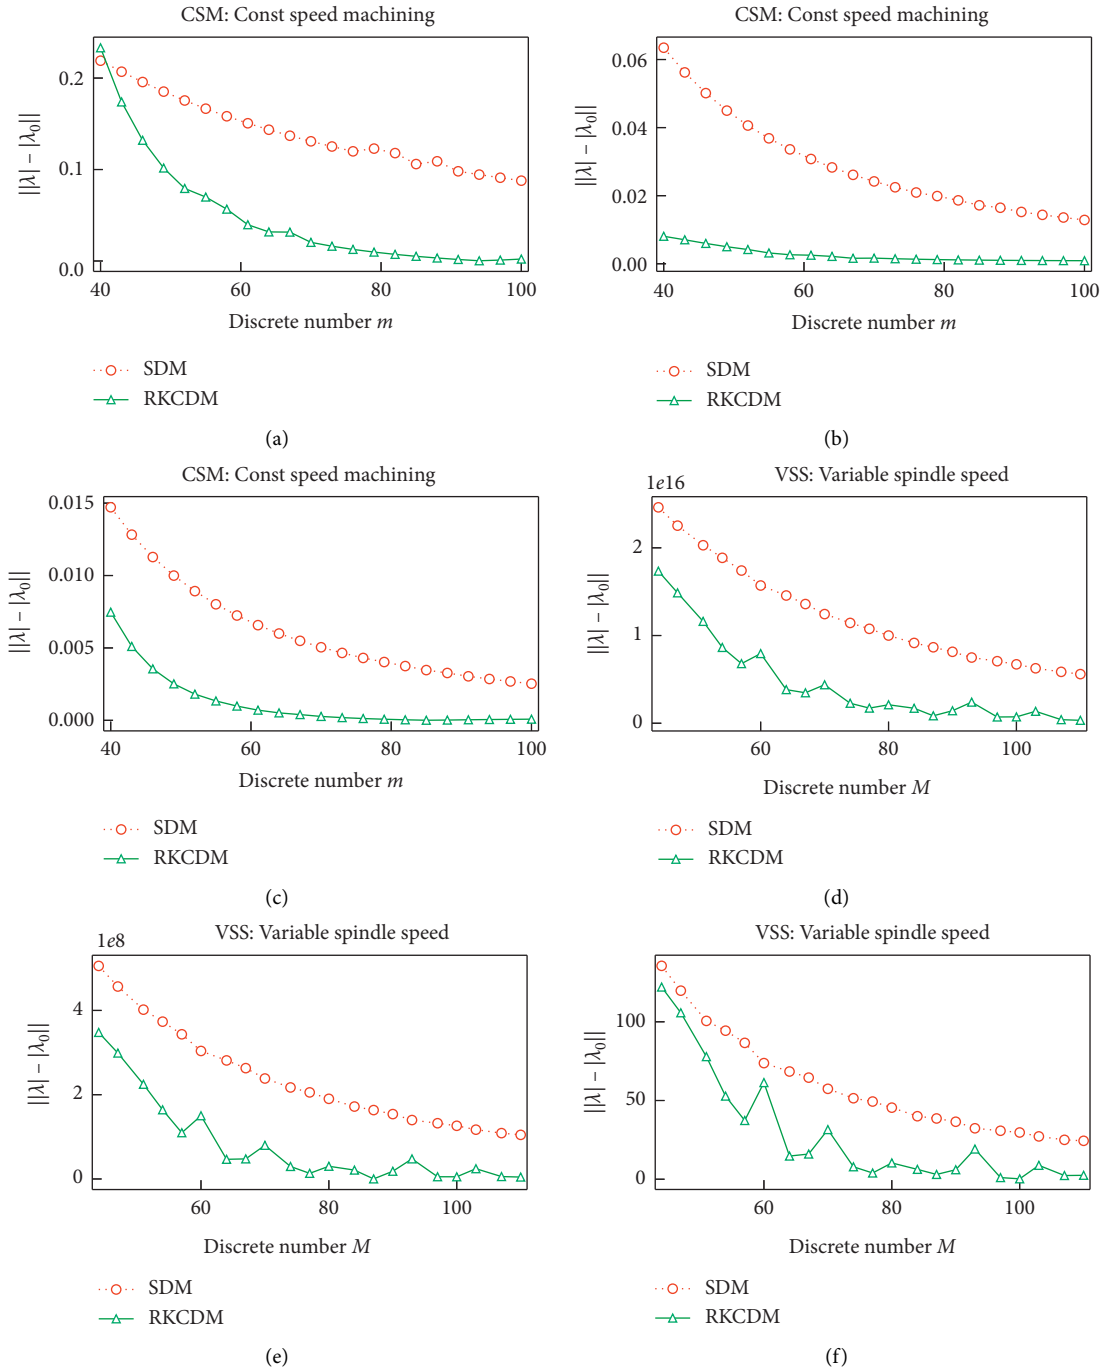 CSM: Const speed machining
||λ| – |λ0||
0.2
0.1
0.0
40
60
80
100
Discrete number m
SDM
RKCDM
(a)
CSM: Const speed machining
||λ| – |λ0||
0.06
0.04
0.02
0.00
40
60
80
100
Discrete number m
SDM
RKCDM
(b)
CSM: Const speed machining
||λ| – |λ0||
0.015
0.010
0.005
0.000
40
60
80
100
Discrete number m
SDM
RKCDM
(c)
VSS: Variable spindle speed
1e16
||λ| – |λ0||
2
1
0
60
80
100
Discrete number M
SDM
RKCDM
(d)
VSS: Variable spindle speed
1e8
||λ| – |λ0||
4
2
0
60
80
100
Discrete number M
SDM
RKCDM
(e)
VSS: Variable spindle speed
||λ| – |λ0||
100
50
0
60
80
100
Discrete number M
SDM
RKCDM
(f)